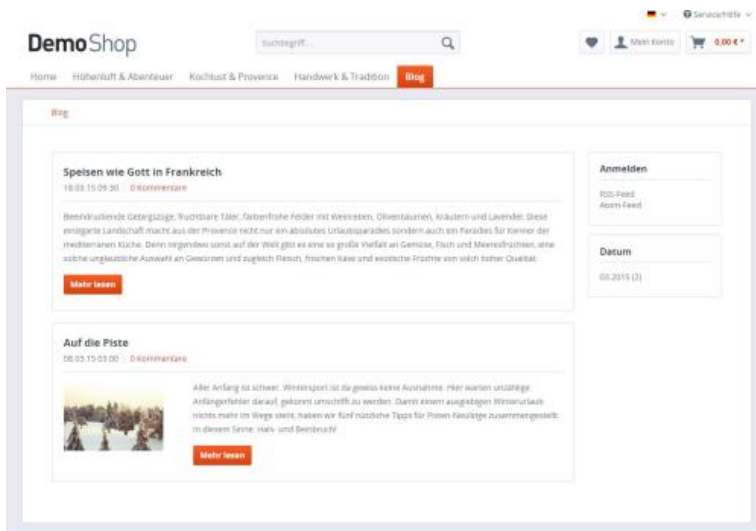 Service/Hilfe
DemoShop
Suchbegriff...
Mein Konto
0,00 € *
Home
Höhenluft & Abenteuer
Kochlust & Provence
Handwerk & Tradition
Blog
Blog
Speisen wie Gott in Frankreich
18.03.15 09:30
0 Kommentare
Beeindruckende Gebirgszüge, fruchtbare Täler, farbenfrohe Felder mit Weinreben, Olivenbäumen, Kräutern und Lavendel. Diese
einzigarte Landschaft macht aus der Provence nicht nur ein absolutes Urlaubsparadies sondern auch ein Paradies für Kenner der
mediterranen Küche. Denn nirgendwo sonst auf der Welt gibt es eine so große Vielfalt an Gemüse, Fisch und Meeresfrüchten, eine
solche unglaubliche Auswahl an Gewürzen und zugleich Fleisch, frischen Käse und exotische Früchte von solch hoher Qualität.
Mehr lesen
Auf die Piste
08.03.15 03:00
0 Kommentare
Aller Anfang ist schwer. Wintersport ist da gewiss keine Ausnahme. Hier warten unzählige
Anfängerfehler darauf, gekonnt umschifft zu werden. Damit einem ausgiebigen Winterurlaub
nichts mehr im Wege steht, haben wir fünf nützliche Tipps für Pisten-Neulinge zusammengestellt.
In diesem Sinne: Hals- und Beinbruch!
Mehr lesen
Anmelden
RSS-Feed
Atom-Feed
Datum
03.2015 (2)